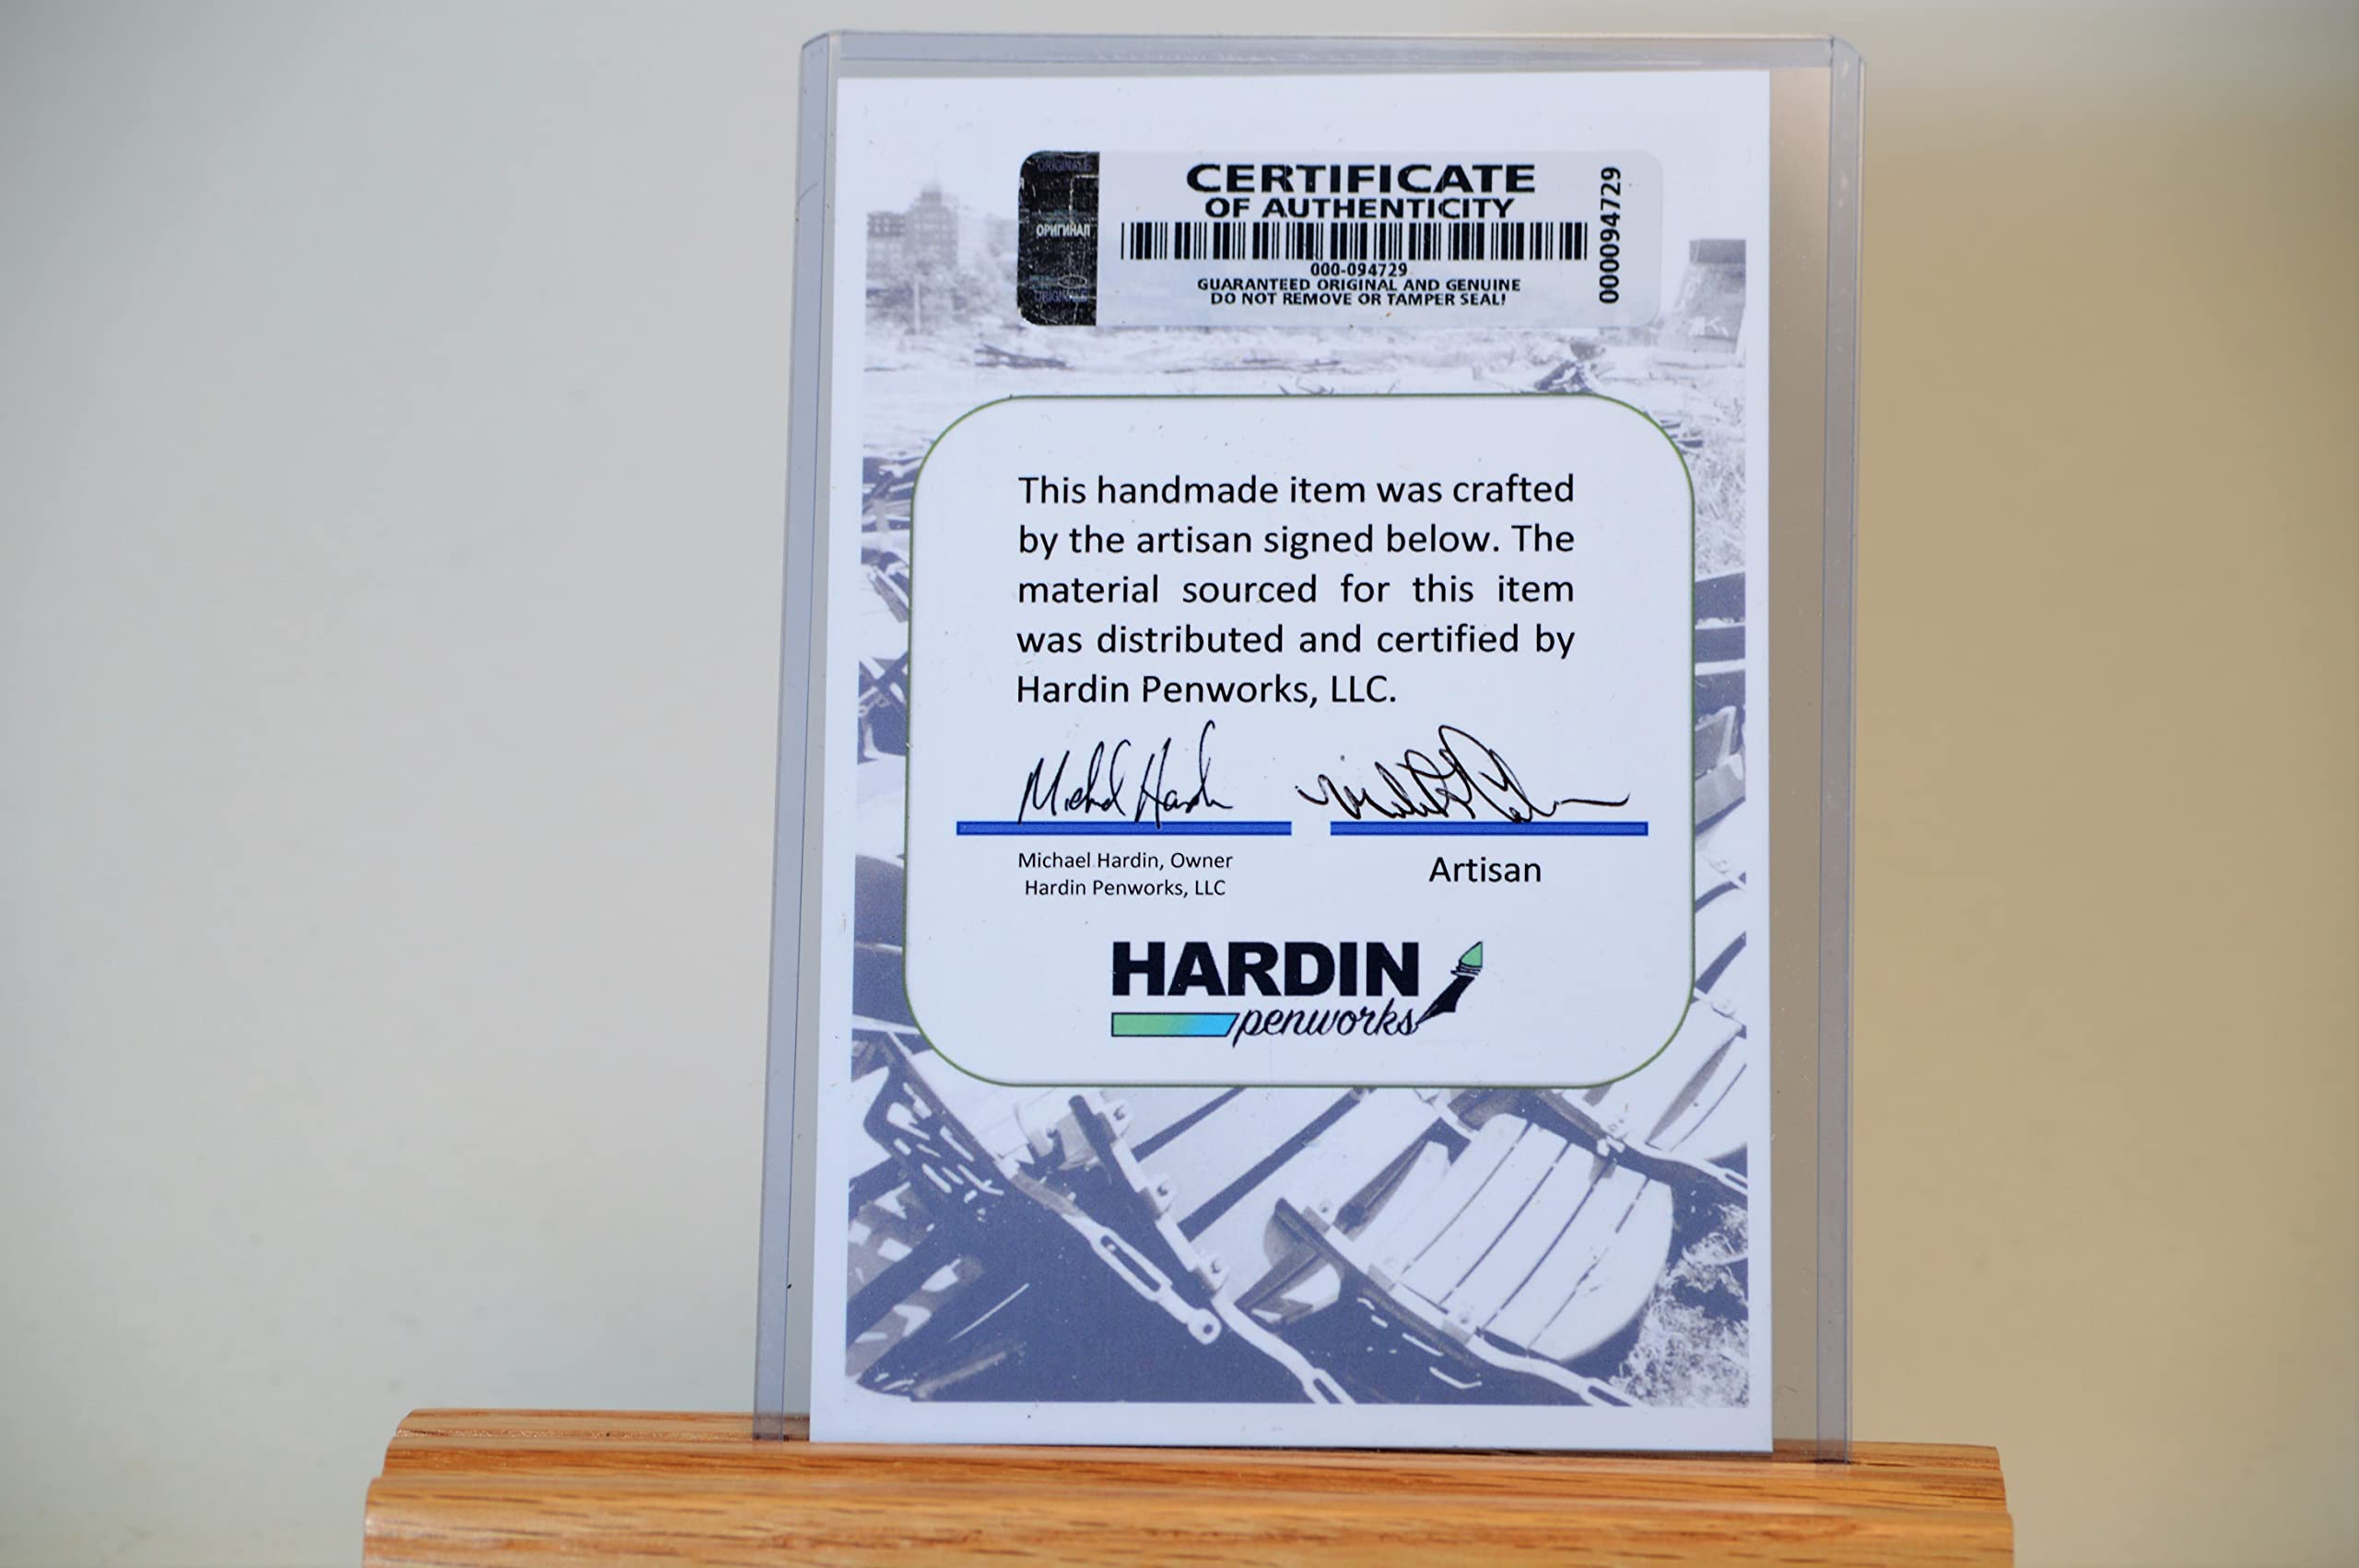 ORIGINALE
ОРИГИНАЛ
CERTIFICATE
OF AUTHENTICITY
000-094729
GUARANTEED ORIGINAL AND GENUINE
DO NOT REMOVE OR TAMPER SEAL!
000094729
This handmade item was crafted
by the artisan signed below. The
material sourced for this item
was distributed and certified by
Hardin Penworks, LLC.
Michael Hardin, Owner
Hardin Penworks, LLC
Artisan
HARDIN
penworks